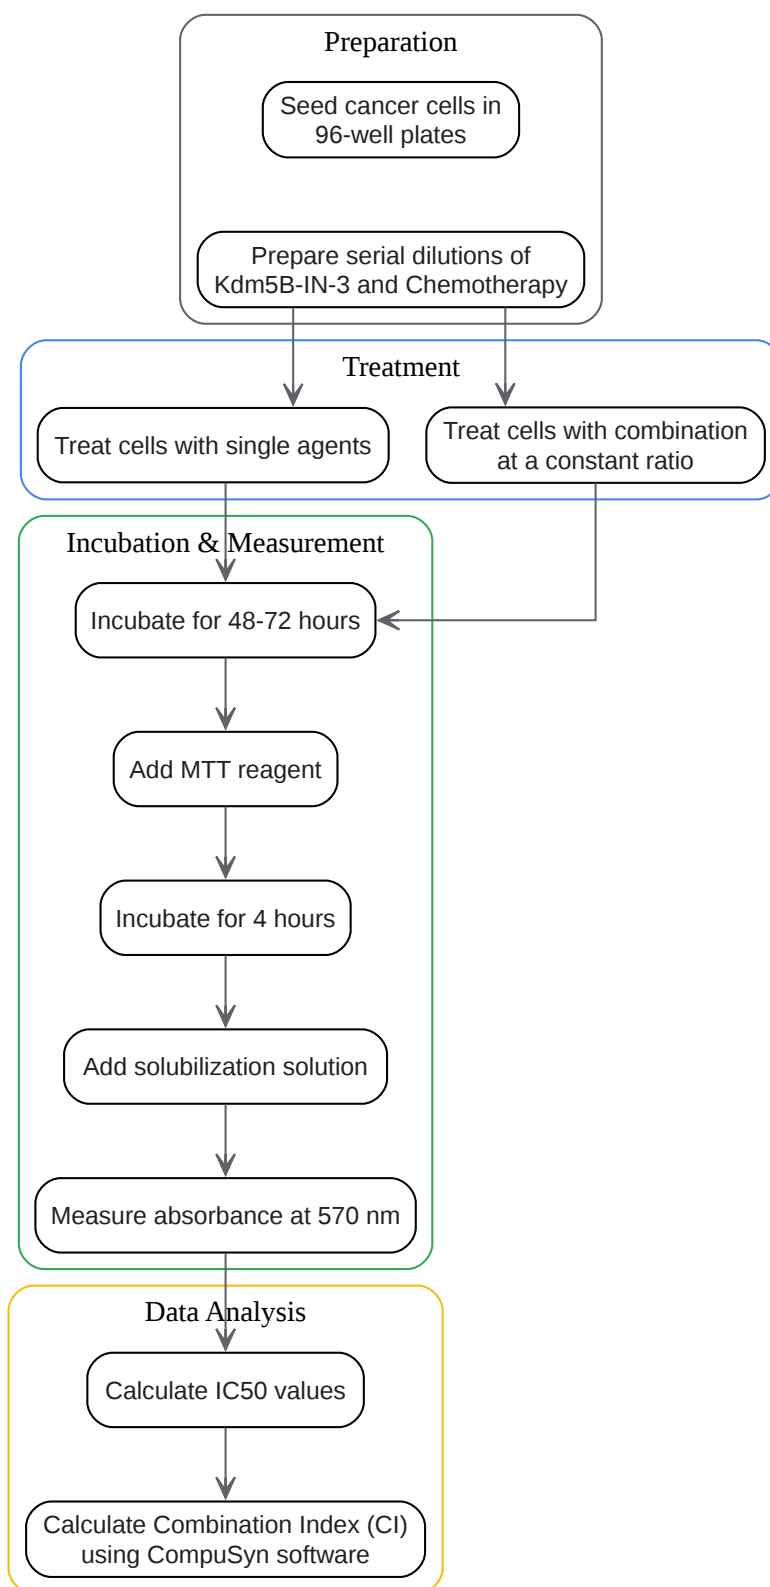 Preparation
Seed cancer cells in
96-well plates
Prepare serial dilutions of
Kdm5B-IN-3 and Chemotherapy
Treatment
Treat cells with single agents
Treat cells with combination
at a constant ratio
Incubation & Measurement
Incubate for 48-72 hours
Add MTT reagent
Incubate for 4 hours
Add solubilization solution
Measure absorbance at 570 nm
Data Analysis
Calculate IC50 values
Calculate Combination Index (CI)
using CompuSyn software